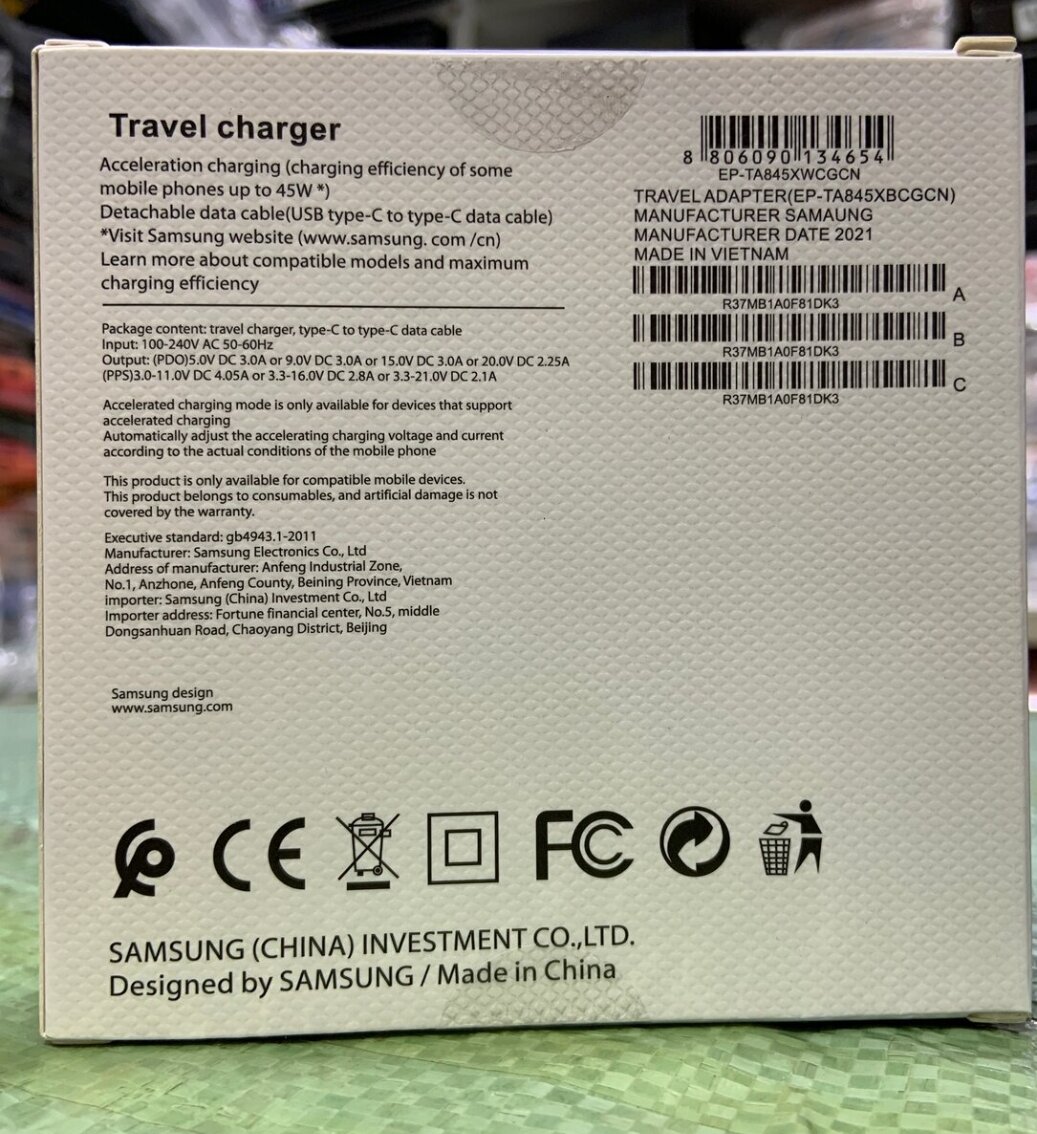 Travel charger
Acceleration charging (charging efficiency of some
mobile phones up to 45W *)
Detachable data cable(USB type-C to type-C data cable)
*Visit Samsung website (www.samsung. com /cn)
Learn more about compatible models and maximum
charging efficiency
Package content: travel charger, type-C to type-C data cable
Input: 100-240V AC 50-60Hz
Output: (PDO)5.0V DC 3.0A or 9.0V DC 3.0A or 15.0V DC 3.0A or 20.0V DC 2.25A
(PPS)3.0-11.0V DC 4.05A or 3.3-16.0V DC 2.8A or 3.3-21.0V DC 2.1A
Accelerated charging mode is only available for devices that support
accelerated charging
Automatically adjust the accelerating charging voltage and current
according to the actual conditions of the mobile phone
This product is only available for compatible mobile devices.
This product belongs to consumables, and artificial damage is not
covered by the warranty.
Executive standard: gb4943.1-2011
Manufacturer: Samsung Electronics Co., Ltd
Address of manufacturer: Anfeng Industrial Zone,
No.1, Anzhone, Anfeng County, Beining Province, Vietnam
importer: Samsung (China) Investment Co., Ltd
Importer address: Fortune financial center, No.5, middle
Dongsanhuan Road, Chaoyang District, Beijing
Samsung design
www.samsung.com
8 806090 134654
EP-TA845XWCGCN
TRAVEL ADAPTER(EP-TA845XBCGCN)
MANUFACTURER SAMAUNG
MANUFACTURER DATE 2021
MADE IN VIETNAM
A
R37MB1A0F81DK3
B
R37MB1A0F81DK3
C
R37MB1A0F81DK3
CE
FC
SAMSUNG (CHINA) INVESTMENT CO.,LTD.
Designed by SAMSUNG / Made in China